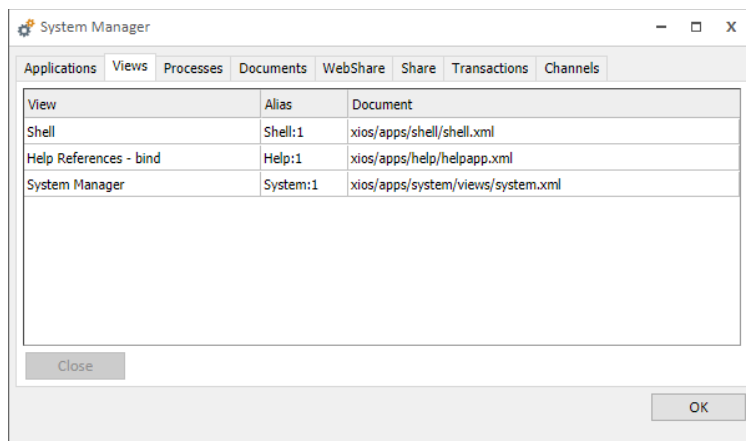 System Manager
Applications Views Processes Documents WebShare Share Transactions Channels
View Alias Document
Shell Shell:1 xios/apps/shell/shell.xml
Help References - bind Help:1 xios/apps/help/helpapp.xml
System Manager System:1 xios/apps/system/views/system.xml
Close
OK